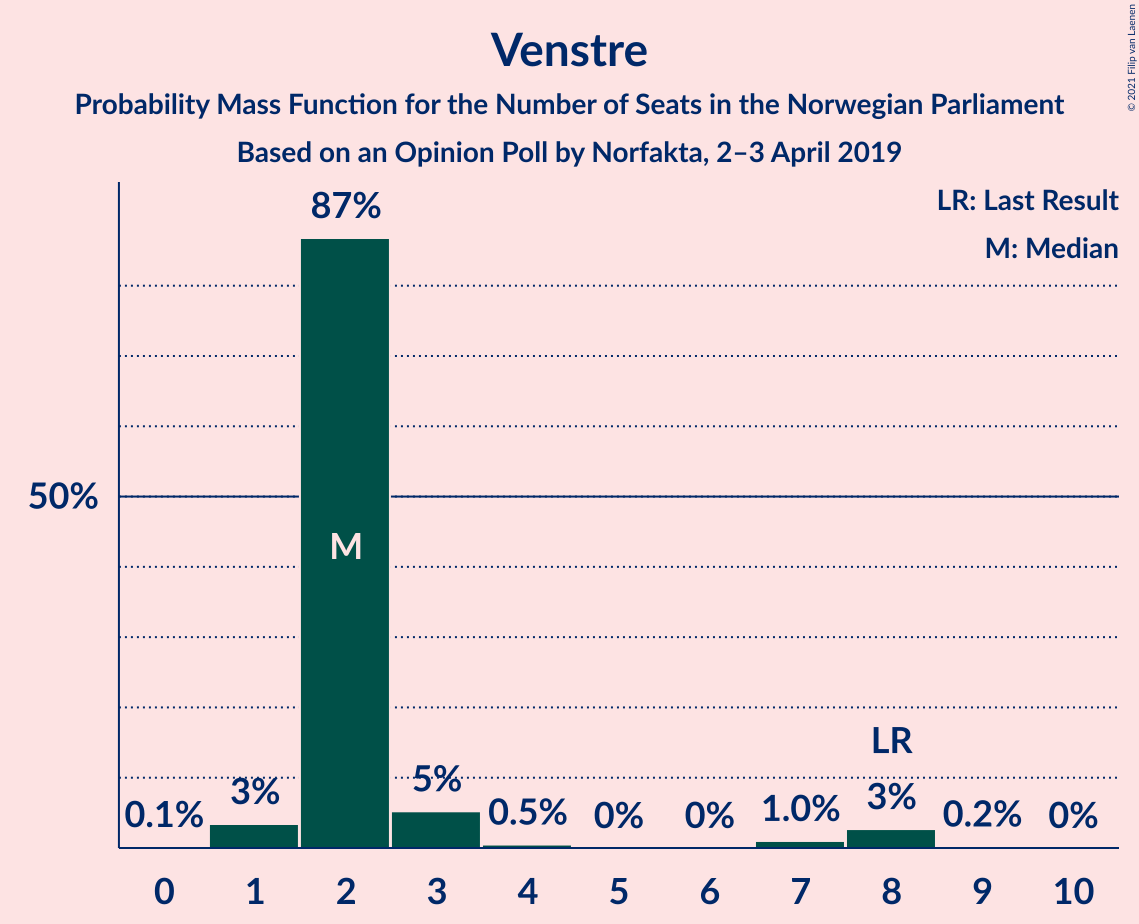 Venstre
Probability Mass Function for the Number of Seats in the Norwegian Parliament
Based on an Opinion Poll by Norfakta, 2–3 April 2019
© 2021 Filip van Laenen
LR: Last Result
M: Median
87%
50%
M
LR
0.1%
3%
5%
0.5%
0%
0%
1.0%
3%
0.2%
0%
0 1 2 3 4 5 6 7 8 9 10